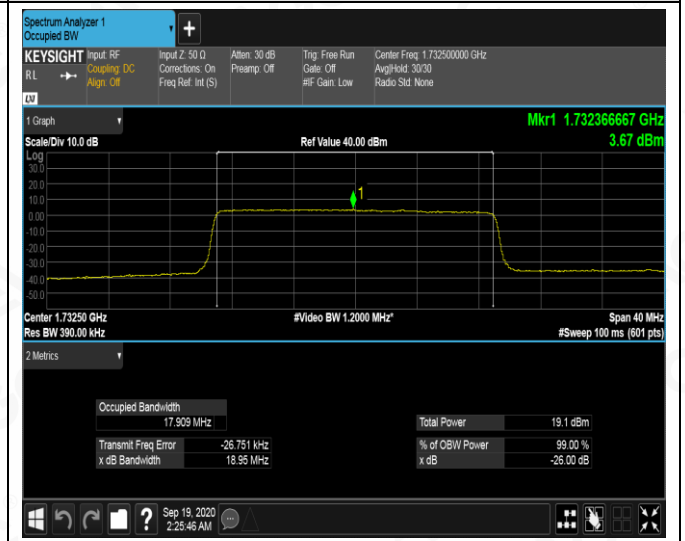 Spectrum Analyzer 1
Occupied BW
+
KEYSIGHT Input: RF Input Z: 50 Ω Atten: 30 dB Trig: Free Run Center Freq: 1.732500000 GHz
RL Coupling: DC Corrections: On Preamp: Off Gate: Off Avg|Hold: 30/30
Align: Off Freq Ref: Int (S) #IF Gain: Low Radio Std: None
LXI
1 Graph Mkr1 1.732366667 GHz
Scale/Div 10.0 dB Ref Value 40.00 dBm 3.67 dBm
Log
30.0
20.0
10.0
0.00
-10.0
-20.0
-30.0
-40.0
-50.0
1
Center 1.73250 GHz #Video BW 1.2000 MHz* Span 40 MHz
Res BW 390.00 kHz #Sweep 100 ms (601 pts)
2 Metrics
Occupied Bandwidth
17.909 MHz Total Power 19.1 dBm
Transmit Freq Error -26.751 kHz % of OBW Power 99.00 %
x dB Bandwidth 18.95 MHz x dB -26.00 dB
? Sep 19, 2020
2:25:46 AM